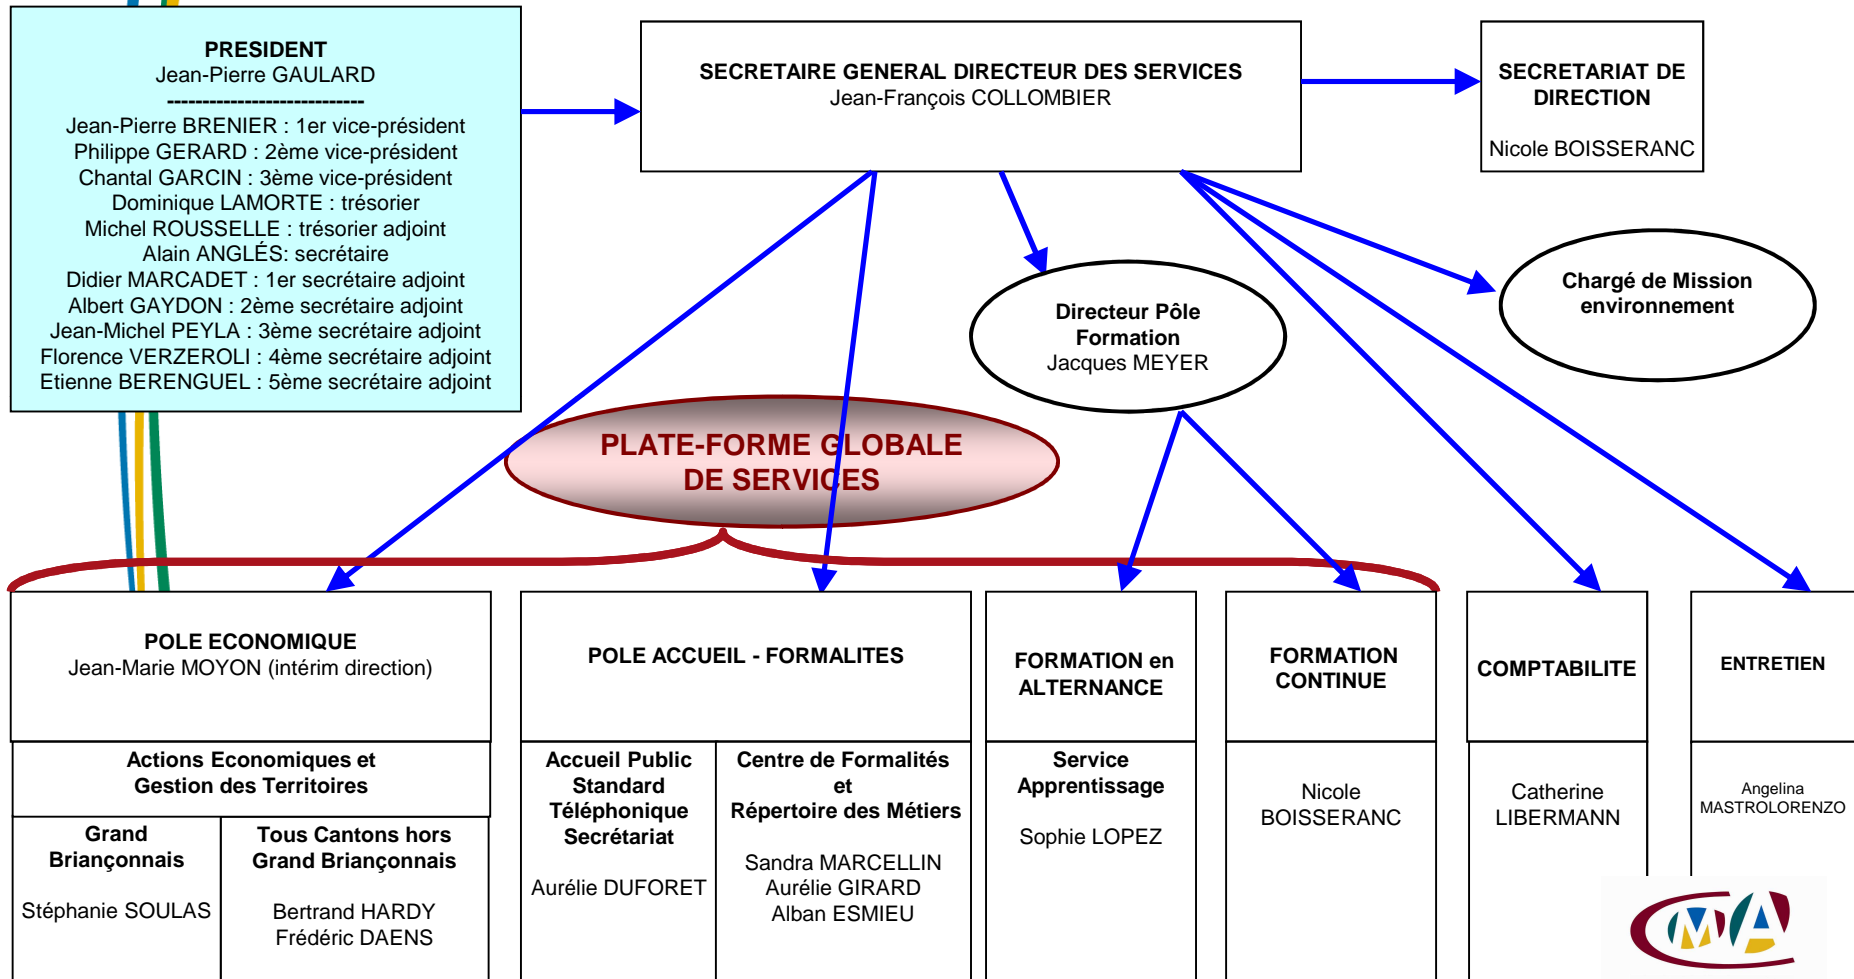 PRESIDENT
Jean-Pierre GAULARD
----------------------------
Jean-Pierre BRENIER : 1er vice-président
Philippe GERARD : 2ème vice-président
Chantal GARCIN : 3ème vice-président
Dominique LAMORTE : trésorier
Michel ROUSSELLE : trésorier adjoint
Alain ANGLÉS: secrétaire
Didier MARCADET : 1er secrétaire adjoint
Albert GAYDON : 2ème secrétaire adjoint
Jean-Michel PEYLA : 3ème secrétaire adjoint
Florence VERZEROLI : 4ème secrétaire adjoint
Etienne BERENGUEL : 5ème secrétaire adjoint
SECRETAIRE GENERAL DIRECTEUR DES SERVICES
Jean-François COLLOMBIER
SECRETARIAT DE
DIRECTION
Nicole BOISSERANC
Directeur Pôle
Formation
Jacques MEYER
Chargé de Mission
environnement
PLATE-FORME GLOBALE
DE SERVICES
POLE ECONOMIQUE
Jean-Marie MOYON (intérim direction)
Actions Economiques et
Gestion des Territoires
Grand
Briançonnais
Stéphanie SOULAS
Tous Cantons hors
Grand Briançonnais
Bertrand HARDY
Frédéric DAENS
POLE ACCUEIL - FORMALITES
Accueil Public
Standard
Téléphonique
Secrétariat
Aurélie DUFORET
Centre de Formalités
et
Répertoire des Métiers
Sandra MARCELLIN
Aurélie GIRARD
Alban ESMIEU
FORMATION en
ALTERNANCE
Service
Apprentissage
Sophie LOPEZ
FORMATION
CONTINUE
Nicole
BOISSERANC
COMPTABILITE
Catherine
LIBERMANN
ENTRETIEN
Angelina
MASTROLORENZO
CMA